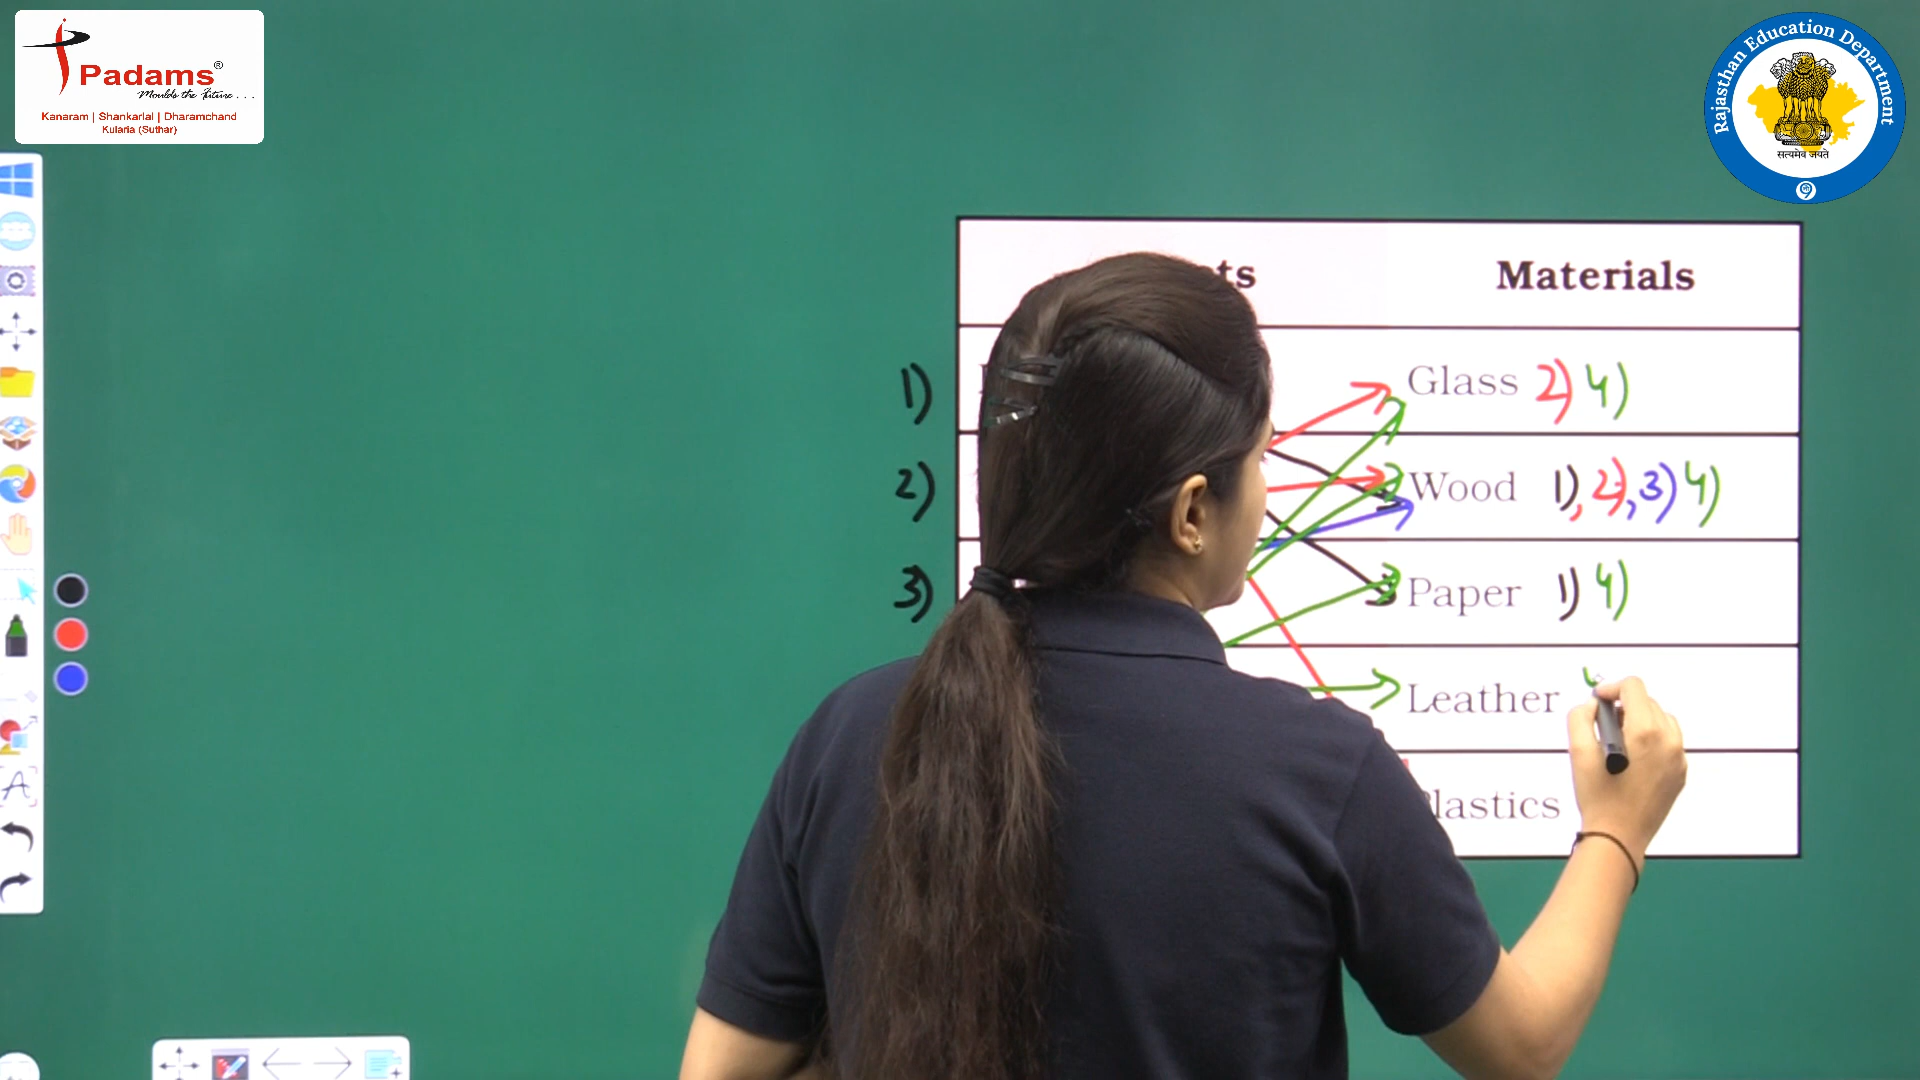 Padams®
Moulds the Future . . .
Kanaram | Shankarlal | Dharamchand
Kularia (Suthar)
Rajasthan Education Department
सत्यमेव जयते
Materials
1)
Glass 2) 4)
2)
Wood 1), 2), 3) 4)
3)
Paper 1) 4)
Leather
lastics
A